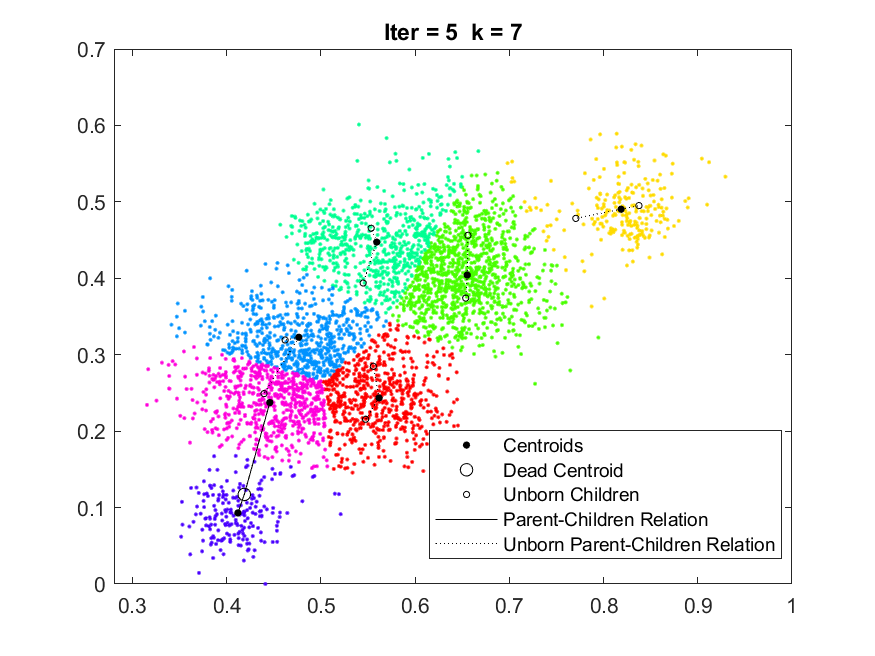 Iter = 5 k = 7
0.7
0.6
0.5
0.4
0.3
0.2
0.1
0
Centroids
Dead Centroid
Unborn Children
Parent-Children Relation
Unborn Parent-Children Relation
0.3 0.4 0.5 0.6 0.7 0.8 0.9 1